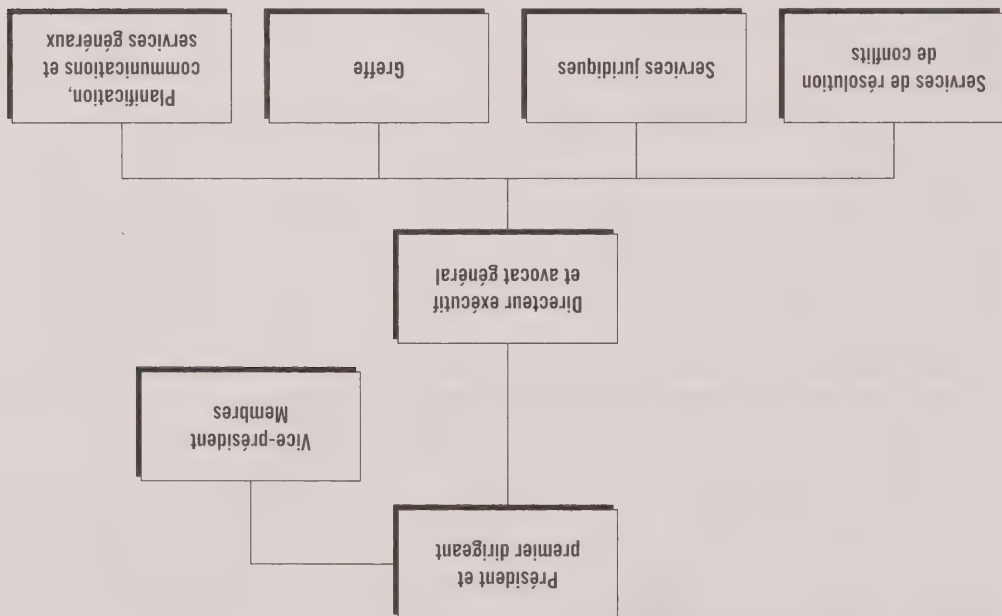 Président et
premier dirigeant
Vice-président
Membres
Directeur exécutif
et avocat général
Services de résolution
de conflits
Services juridiques
Greffe
Planification,
communications et
services généraux